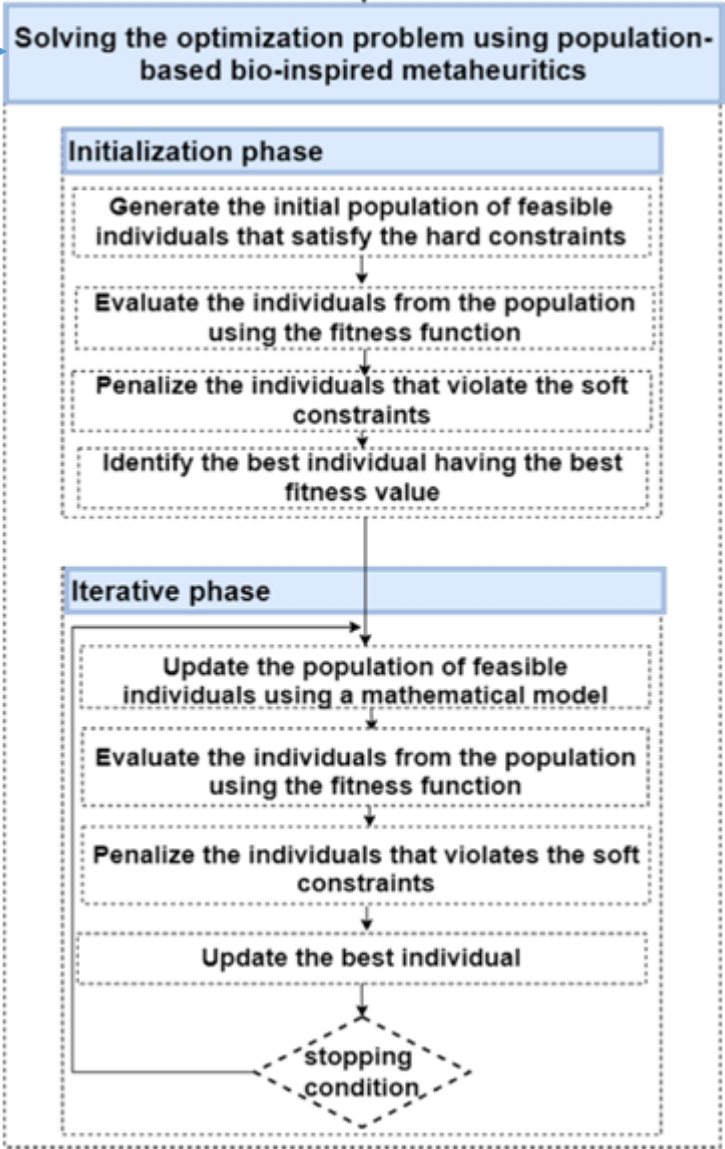 Solving the optimization problem using population-
based bio-inspired metaheuritics
Initialization phase
Generate the initial population of feasible
individuals that satisfy the hard constraints
Evaluate the individuals from the population
using the fitness function
Penalize the individuals that violate the soft
constraints
Identify the best individual having the best
fitness value
Iterative phase
Update the population of feasible
individuals using a mathematical model
Evaluate the individuals from the population
using the fitness function
Penalize the individuals that violates the soft
constraints
Update the best individual
stopping
condition